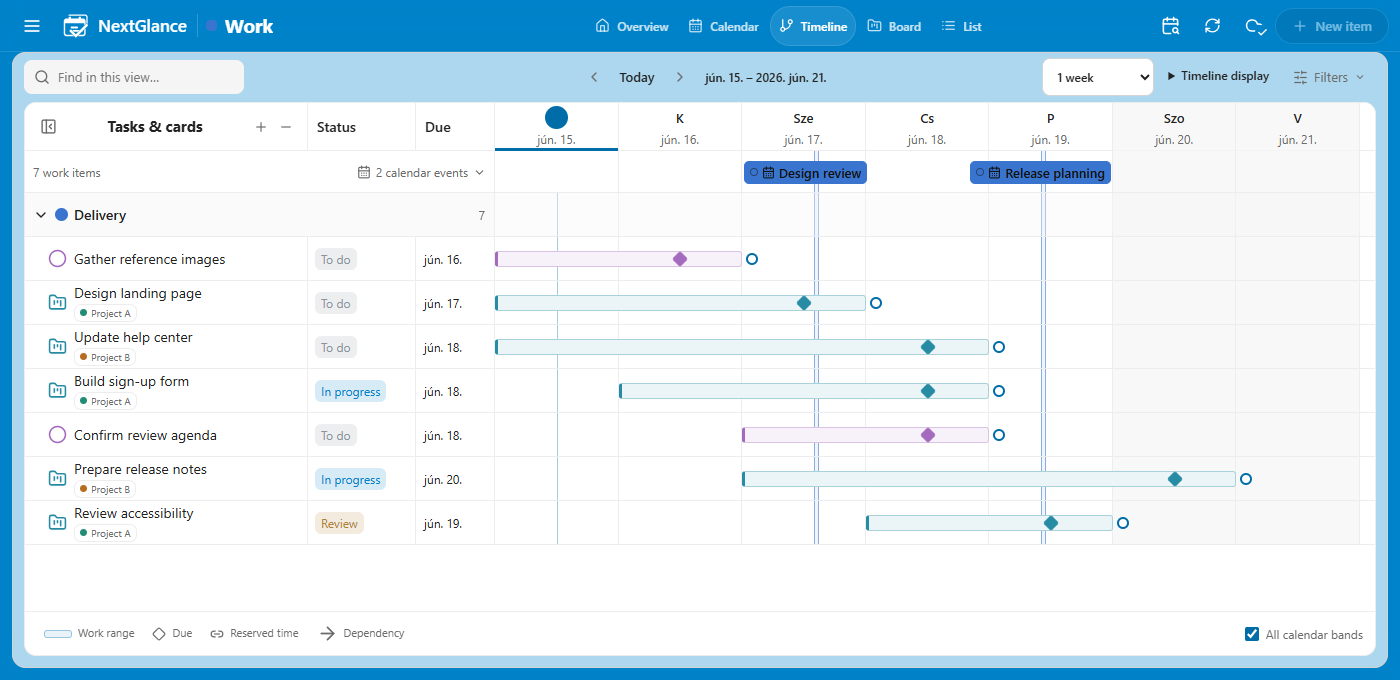 NextGlance
Work
Overview
Calendar
Timeline
Board
List
New item
Find in this view...
Today
jún. 15. – 2026. jún. 21.
1 week
Timeline display
Filters
Tasks & cards
Status
Due
jún. 15.
K
jún. 16.
Sze
jún. 17.
Cs
jún. 18.
P
jún. 19.
Szo
jún. 20.
V
jún. 21.
7 work items
2 calendar events
Design review
Release planning
Delivery
7
Gather reference images
To do
jún. 16.
Design landing page
Project A
To do
jún. 17.
Update help center
Project B
To do
jún. 18.
Build sign-up form
Project A
In progress
jún. 18.
Confirm review agenda
To do
jún. 18.
Prepare release notes
Project B
In progress
jún. 20.
Review accessibility
Project A
Review
jún. 19.
Work range
Due
Reserved time
Dependency
All calendar bands